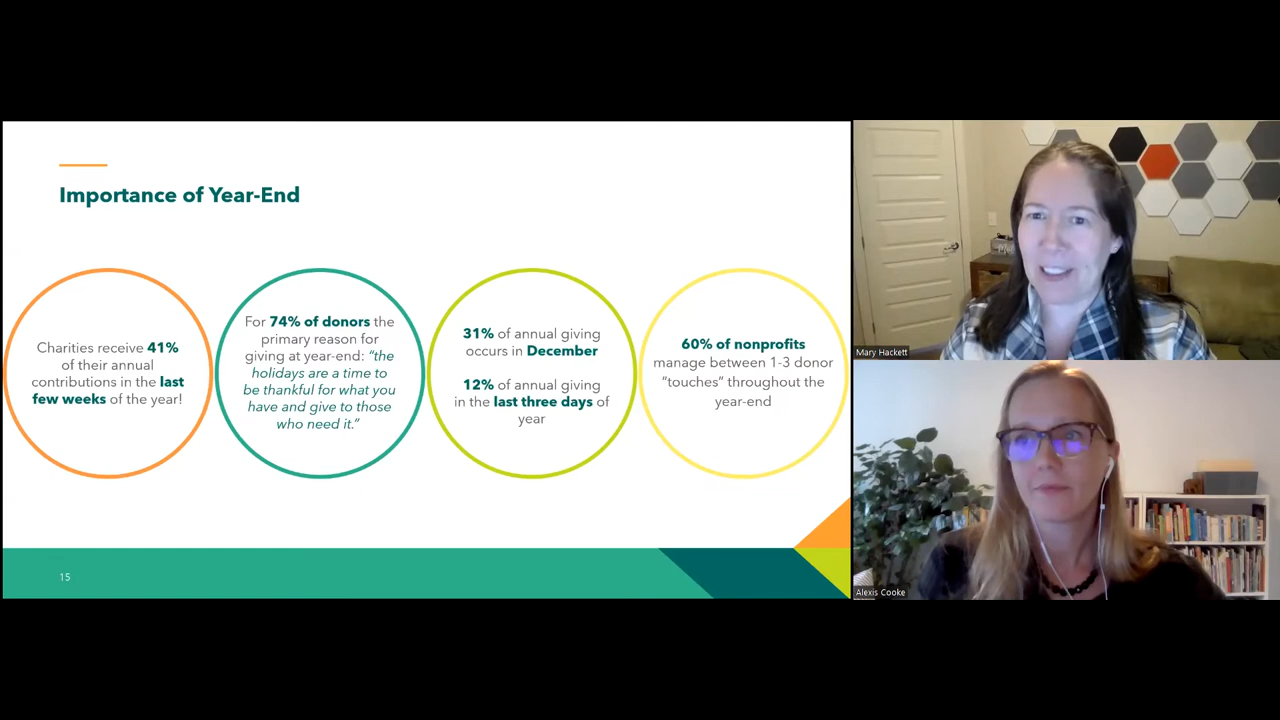 Importance of Year-End
Charities receive 41%
of their annual
contributions in the last
few weeks of the year!
For 74% of donors the
primary reason for
giving at year-end: “the
holidays are a time to
be thankful for what you
have and give to those
who need it.”
31% of annual giving
occurs in December
12% of annual giving
in the last three days of
year
60% of nonprofits
manage between 1-3 donor
“touches” throughout the
year-end
15
Mary Hackett
Alexis Cooke